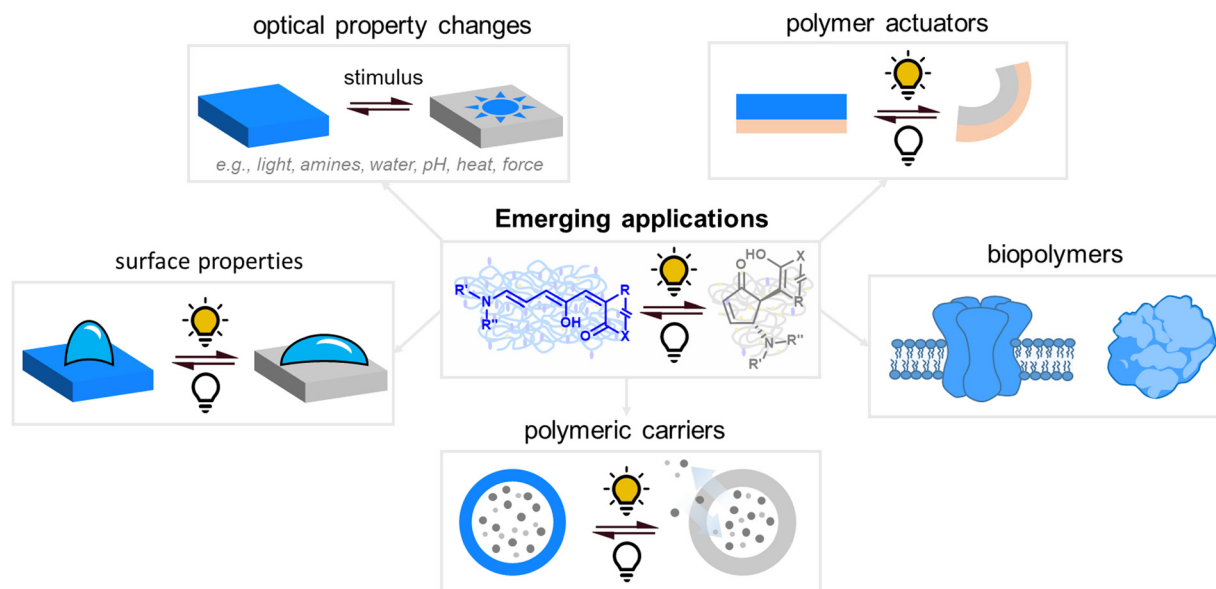 optical property changes
stimulus
e.g., light, amines, water, pH, heat, force
polymer actuators
Emerging applications
R'
N
R"
OH
O
R
X
O
HO
X
R
N
R"
R'
surface properties
biopolymers
polymeric carriers